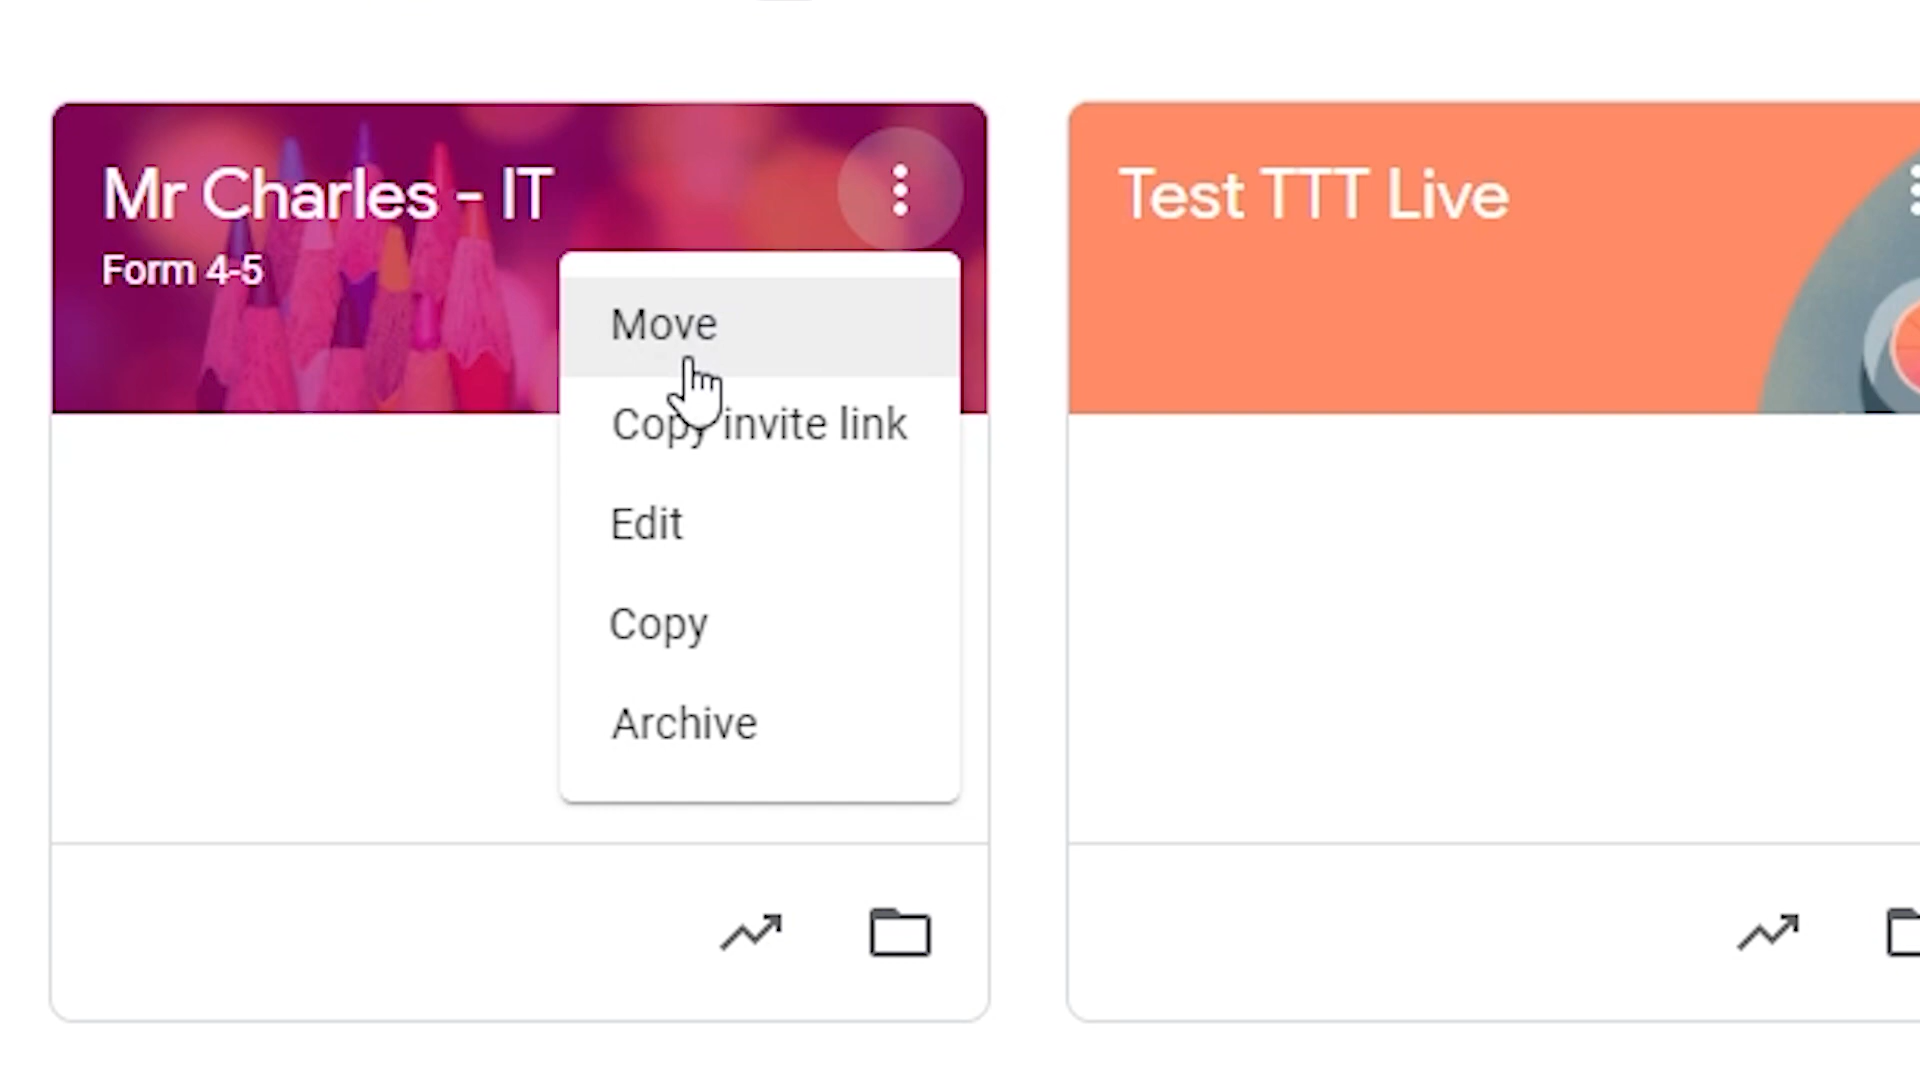 Mr Charles - IT
Form 4-5
Move
Copy invite link
Edit
Copy
Archive
Test TTT Live